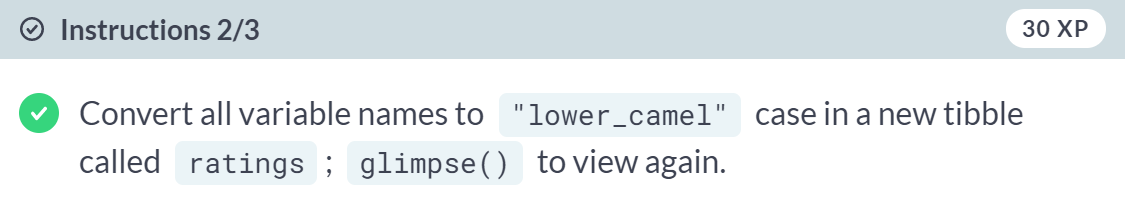 Instructions 2/3
30 XP
Convert all variable names to "lower_camel" case in a new tibble
called ratings ; glimpse() to view again.